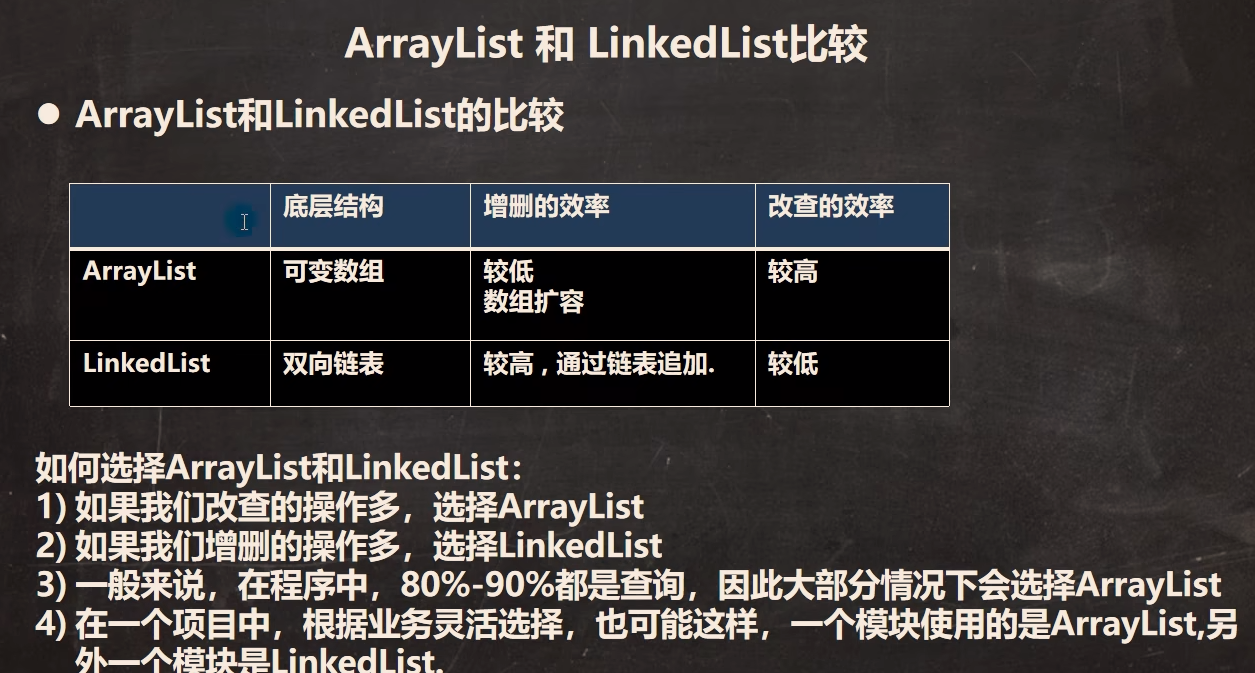 ArrayList 和 LinkedList比较
● ArrayList和LinkedList的比较
底层结构 增删的效率 改查的效率
ArrayList 可变数组 较低 较高
数组扩容
LinkedList 双向链表 较高 , 通过链表追加. 较低
如何选择ArrayList和LinkedList：
1) 如果我们改查的操作多，选择ArrayList
2) 如果我们增删的操作多，选择LinkedList
3) 一般来说，在程序中，80%-90%都是查询，因此大部分情况下会选择ArrayList
4) 在一个项目中，根据业务灵活选择，也可能这样，一个模块使用的是ArrayList,另
外一个模块是LinkedList.